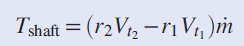 T_shaft = (r_2 V_{t_2} − r_1 V_{t_1}) ṁ